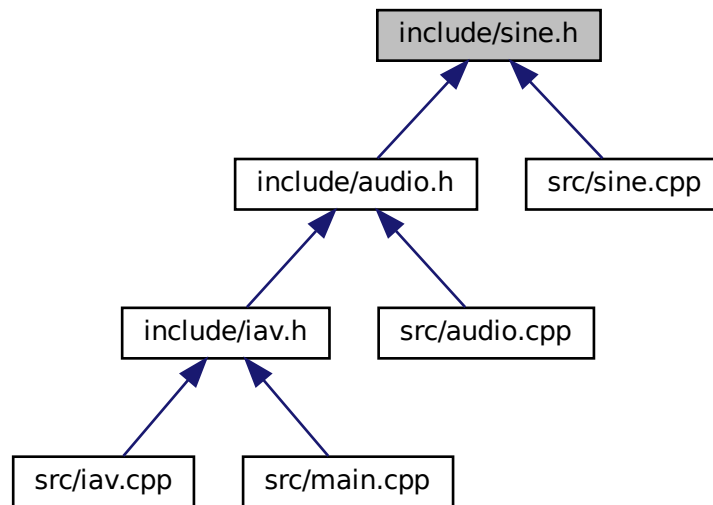 include/sine.h
include/audio.h
src/sine.cpp
include/iav.h
src/audio.cpp
src/iav.cpp
src/main.cpp